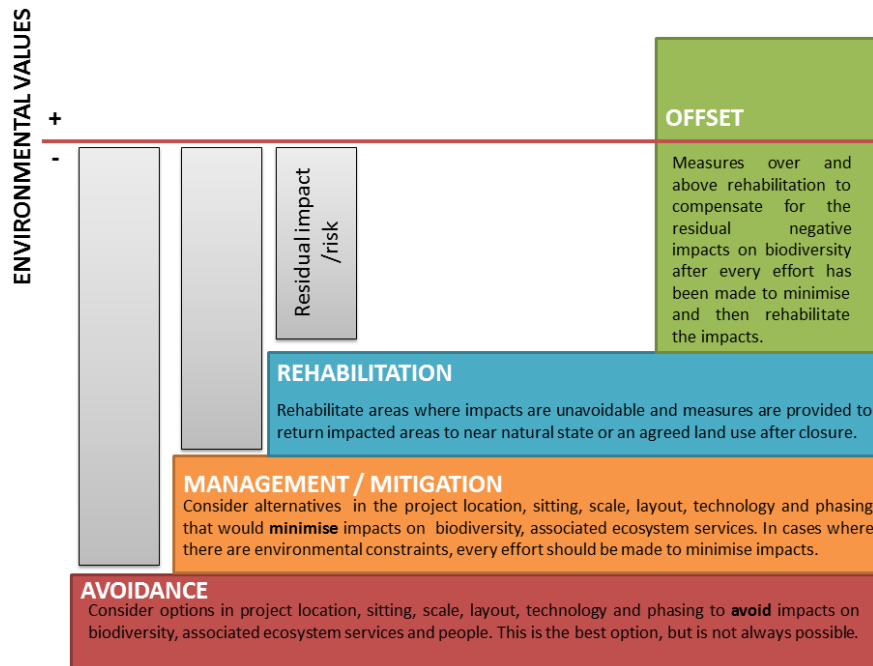 ENVIRONMENTAL VALUES
+
-
Residual impact
/risk
OFFSET
Measures over and
above rehabilitation to
compensate for the
residual negative
impacts on biodiversity
after every effort has
been made to minimise
and then rehabilitate
the impacts.
REHABILITATION
Rehabilitate areas where impacts are unavoidable and measures are provided to
return impacted areas to near natural state or an agreed land use after closure.
MANAGEMENT / MITIGATION
Consider alternatives in the project location, sitting, scale, layout, technology and phasing
that would minimise impacts on biodiversity, associated ecosystem services. In cases where
there are environmental constraints, every effort should be made to minimise impacts.
AVOIDANCE
Consider options in project location, sitting, scale, layout, technology and phasing to avoid impacts on
biodiversity, associated ecosystem services and people. This is the best option, but is not always possible.